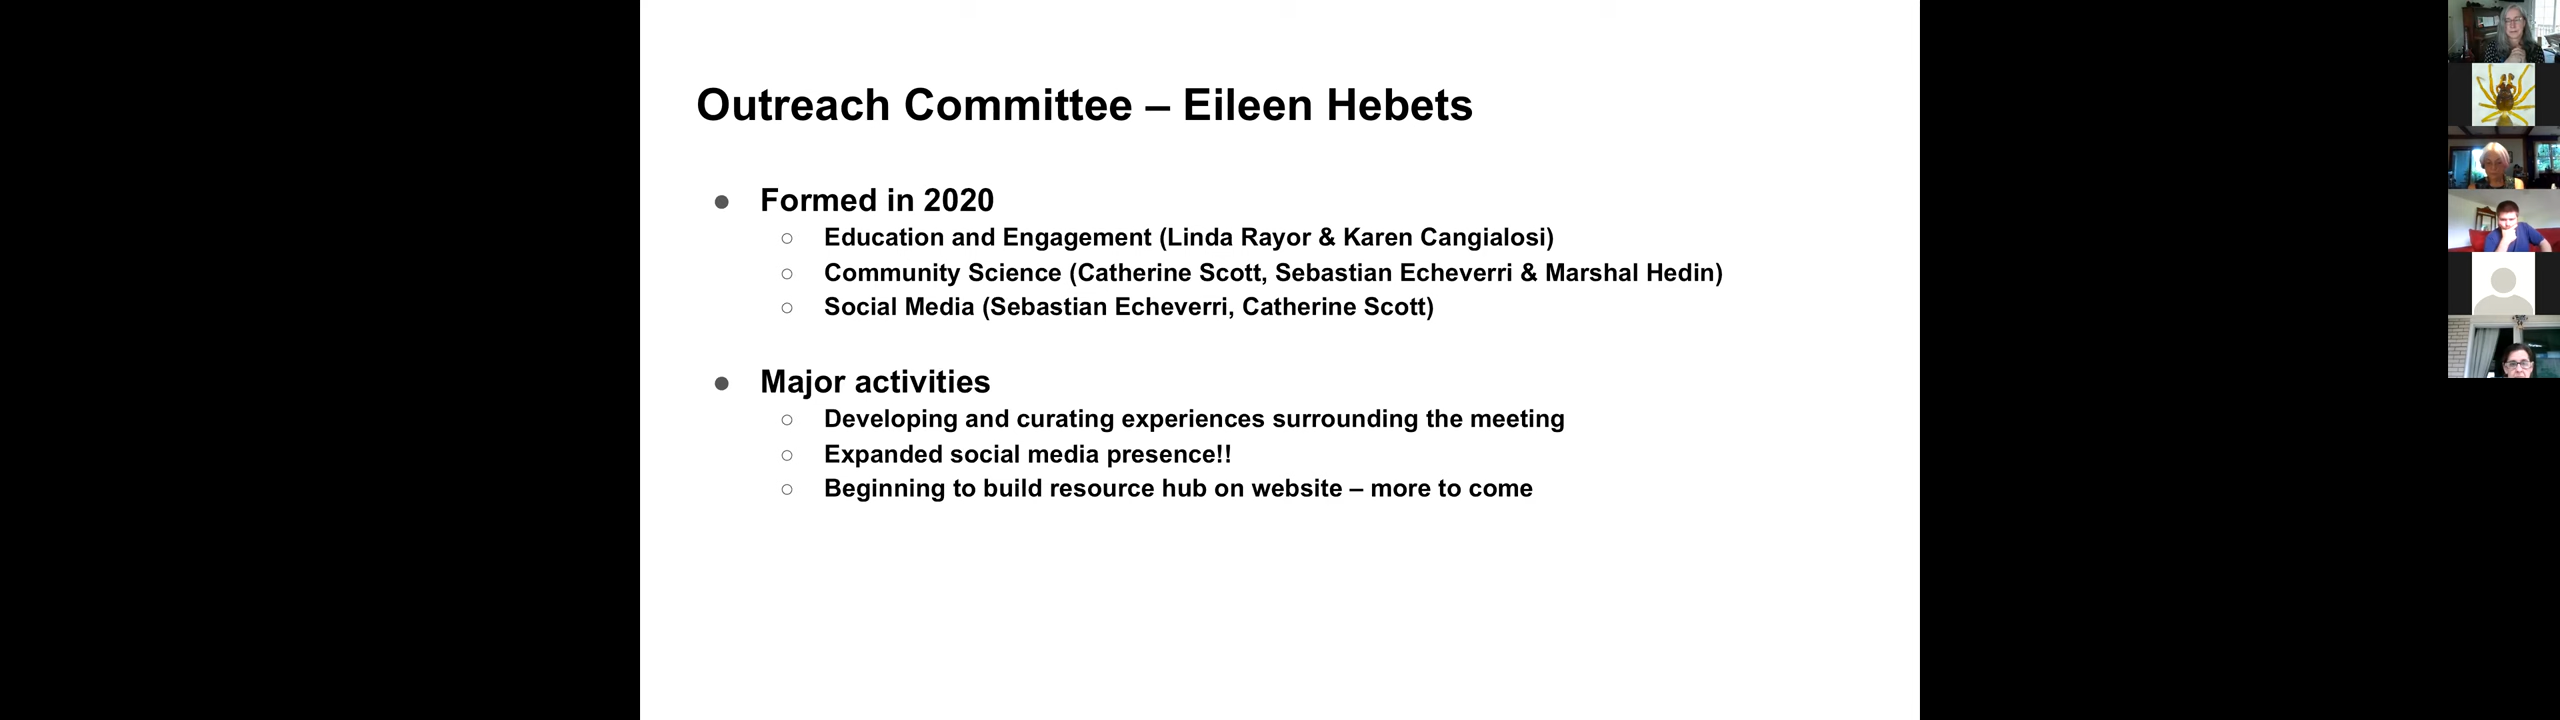 Outreach Committee – Eileen Hebets
● Formed in 2020
○ Education and Engagement (Linda Rayor & Karen Cangialosi)
○ Community Science (Catherine Scott, Sebastian Echeverri & Marshal Hedin)
○ Social Media (Sebastian Echeverri, Catherine Scott)
● Major activities
○ Developing and curating experiences surrounding the meeting
○ Expanded social media presence!!
○ Beginning to build resource hub on website – more to come